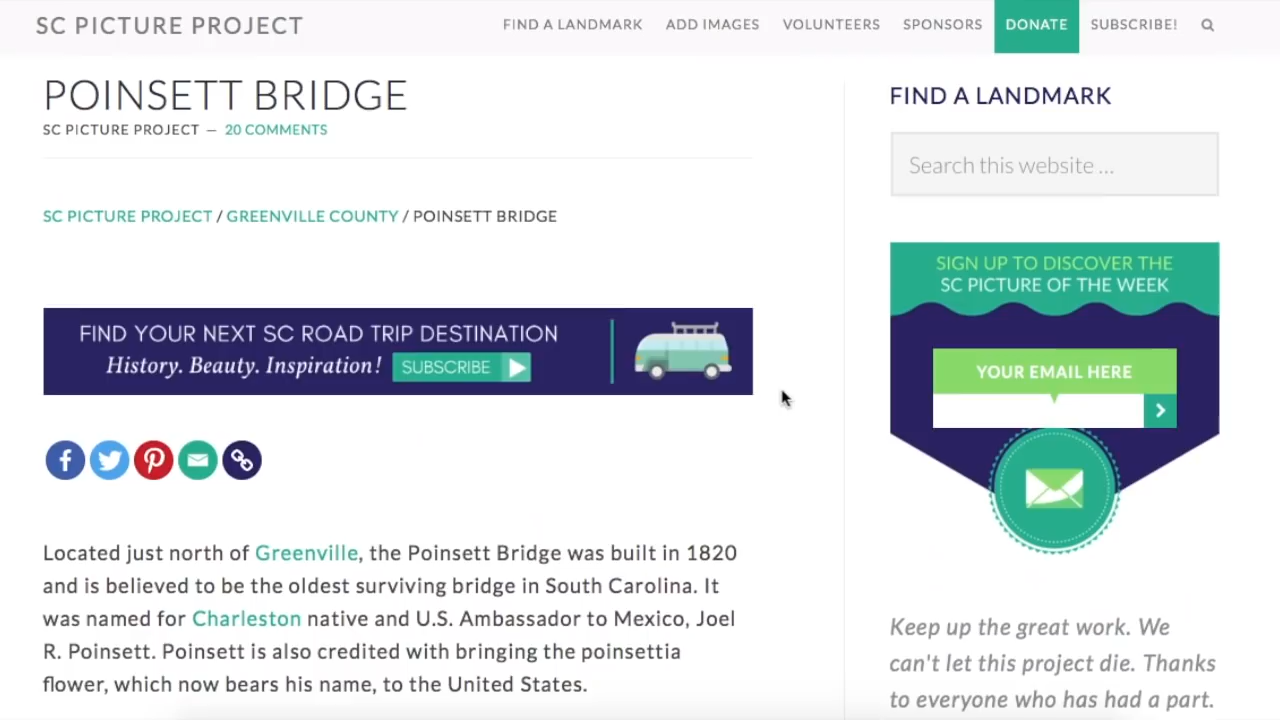 SC PICTURE PROJECT
FIND A LANDMARK ADD IMAGES VOLUNTEERS SPONSORS DONATE SUBSCRIBE!
POINSETT BRIDGE
SC PICTURE PROJECT — 20 COMMENTS
SC PICTURE PROJECT / GREENVILLE COUNTY / POINSETT BRIDGE
FIND YOUR NEXT SC ROAD TRIP DESTINATION
History. Beauty. Inspiration! SUBSCRIBE
Located just north of Greenville, the Poinsett Bridge was built in 1820
and is believed to be the oldest surviving bridge in South Carolina. It
was named for Charleston native and U.S. Ambassador to Mexico, Joel
R. Poinsett. Poinsett is also credited with bringing the poinsettia
flower, which now bears his name, to the United States.
FIND A LANDMARK
Search this website ...
SIGN UP TO DISCOVER THE
SC PICTURE OF THE WEEK
YOUR EMAIL HERE
Keep up the great work. We
can't let this project die. Thanks
to everyone who has had a part.